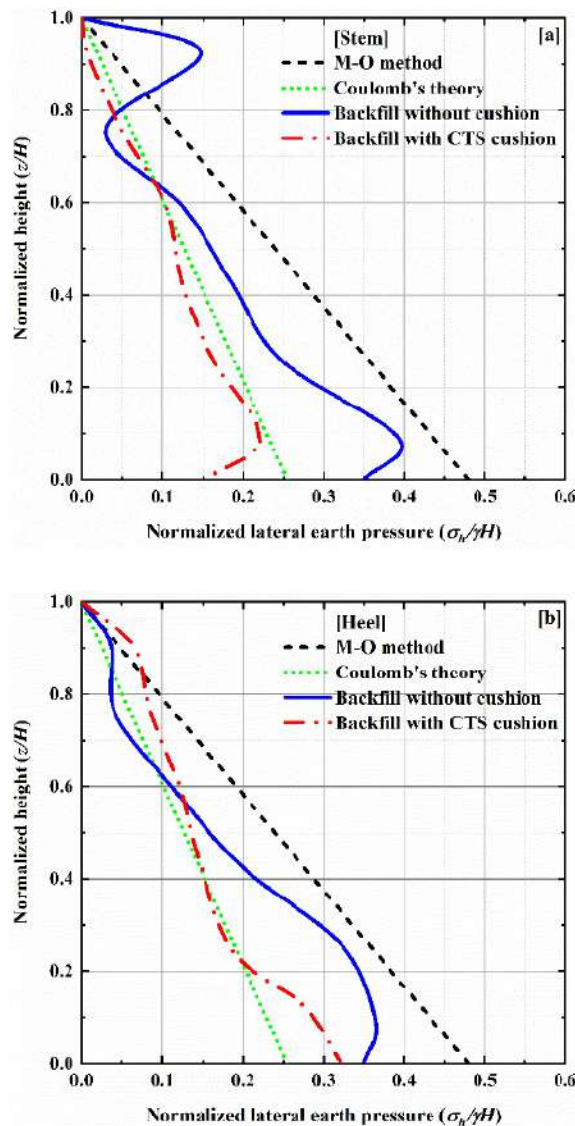 [Stem]
[a]
M-O method
Coulomb's theory
Backfill without cushion
Backfill with CTS cushion
1.0
0.8
0.6
0.4
0.2
0.0
Normalized height (z/H)
0.0 0.1 0.2 0.3 0.4 0.5 0.6
Normalized lateral earth pressure (σh/γH)
[Heel]
[b]
M-O method
Coulomb's theory
Backfill without cushion
Backfill with CTS cushion
1.0
0.8
0.6
0.4
0.2
0.0
Normalized height (z/H)
0.0 0.1 0.2 0.3 0.4 0.5 0.6
Normalized lateral earth pressure (σh/γH)